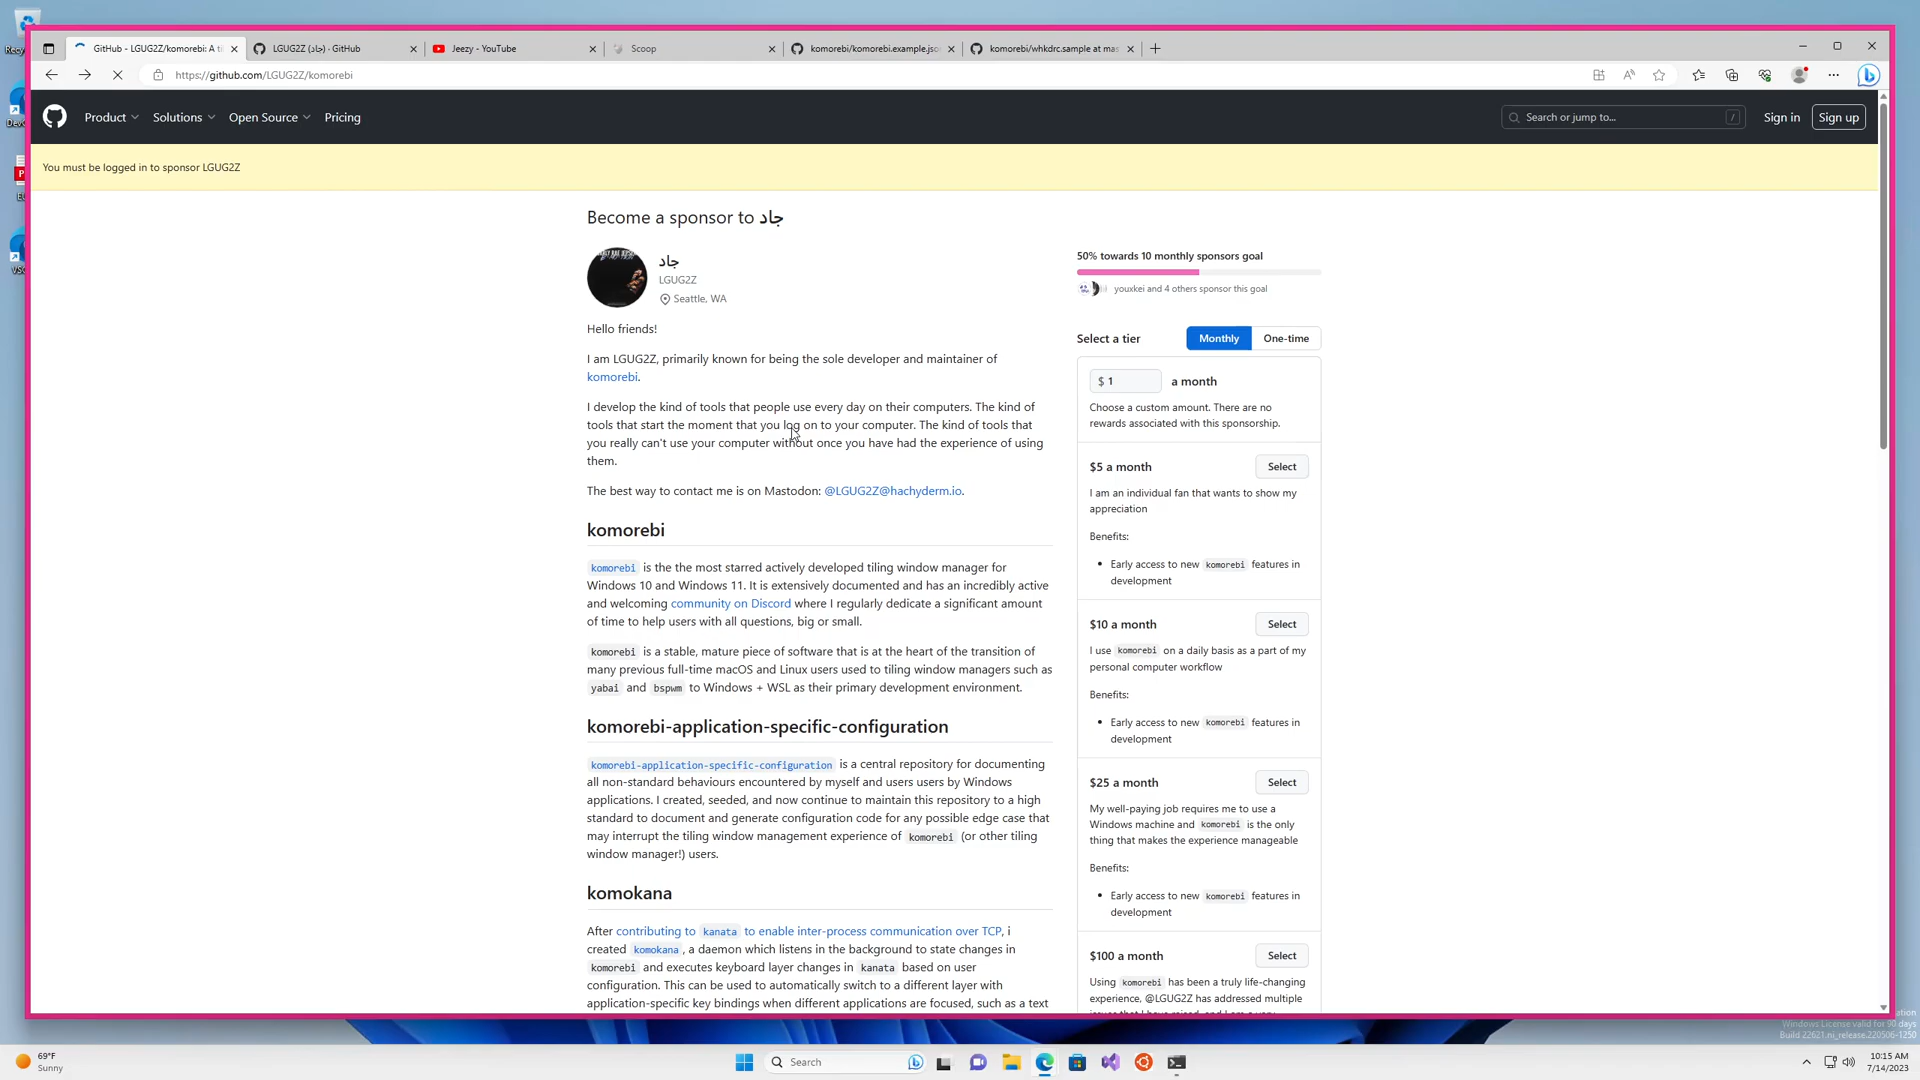 GitHub - LGUG2Z/komorebi: A ti
LGUG2Z (جاد) · GitHub
Jeezy - YouTube
Scoop
komorebi/komorebi.example.jso
komorebi/whkdrc.sample at mas
https://github.com/LGUG2Z/komorebi
Product
Solutions
Open Source
Pricing
Search or jump to...
/
Sign in
Sign up
You must be logged in to sponsor LGUG2Z
Become a sponsor to جاد
جاد
LGUG2Z
Seattle, WA
Hello friends!
I am LGUG2Z, primarily known for being the sole developer and maintainer of
komorebi.
I develop the kind of tools that people use every day on their computers. The kind of
tools that start the moment that you log on to your computer. The kind of tools that
you really can't use your computer without once you have had the experience of using
them.
The best way to contact me is on Mastodon: @LGUG2Z@hachyderm.io.
komorebi
komorebi is the the most starred actively developed tiling window manager for
Windows 10 and Windows 11. It is extensively documented and has an incredibly active
and welcoming community on Discord where I regularly dedicate a significant amount
of time to help users with all questions, big or small.
komorebi is a stable, mature piece of software that is at the heart of the transition of
many previous full-time macOS and Linux users used to tiling window managers such as
yabai and bspwm to Windows + WSL as their primary development environment.
komorebi-application-specific-configuration
komorebi-application-specific-configuration is a central repository for documenting
all non-standard behaviours encountered by myself and users users by Windows
applications. I created, seeded, and now continue to maintain this repository to a high
standard to document and generate configuration code for any possible edge case that
may interrupt the tiling window management experience of komorebi (or other tiling
window manager!) users.
komokana
After contributing to kanata to enable inter-process communication over TCP, i
created komokana, a daemon which listens in the background to state changes in
komorebi and executes keyboard layer changes in kanata based on user
configuration. This can be used to automatically switch to a different layer with
application-specific key bindings when different applications are focused, such as a text
50% towards 10 monthly sponsors goal
youxkei and 4 others sponsor this goal
Select a tier
Monthly
One-time
$ 1
a month
Choose a custom amount. There are no
rewards associated with this sponsorship.
$5 a month
Select
I am an individual fan that wants to show my
appreciation
Benefits:
• Early access to new komorebi features in
development
$10 a month
Select
I use komorebi on a daily basis as a part of my
personal computer workflow
Benefits:
• Early access to new komorebi features in
development
$25 a month
Select
My well-paying job requires me to use a
Windows machine and komorebi is the only
thing that makes the experience manageable
Benefits:
• Early access to new komorebi features in
development
$100 a month
Select
Using komorebi has been a truly life-changing
experience, @LGUG2Z has addressed multiple
Windows License valid for 90 days
Build 22621.ni_release.220506-1250
69°F
Sunny
Search
10:15 AM
7/14/2023